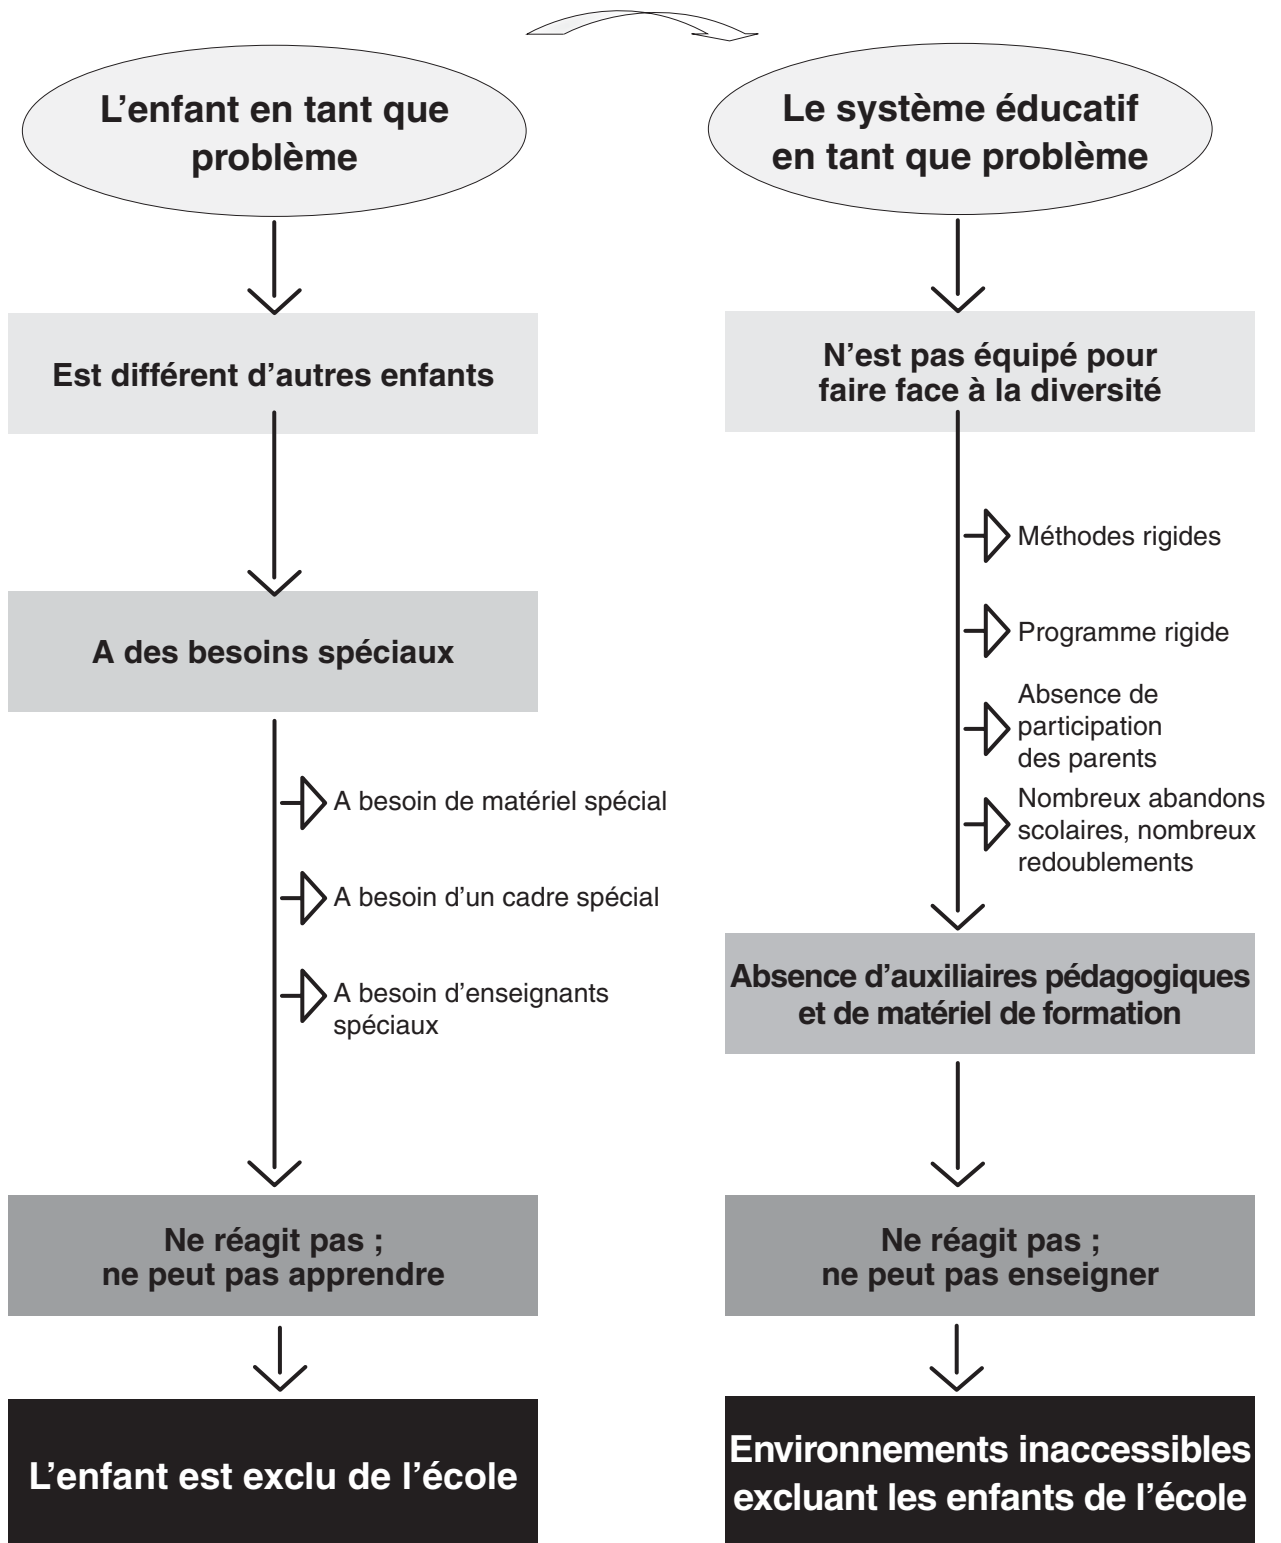 L’enfant en tant que
problème
Est différent d’autres enfants
A des besoins spéciaux
A besoin de matériel spécial
A besoin d’un cadre spécial
A besoin d’enseignants
spéciaux
Ne réagit pas ;
ne peut pas apprendre
L’enfant est exclu de l’école
Le système éducatif
en tant que problème
N’est pas équipé pour
faire face à la diversité
Méthodes rigides
Programme rigide
Absence de
participation
des parents
Nombreux abandons
scolaires, nombreux
redoublements
Absence d’auxiliaires pédagogiques
et de matériel de formation
Ne réagit pas ;
ne peut pas enseigner
Environnements inaccessibles
excluant les enfants de l’école